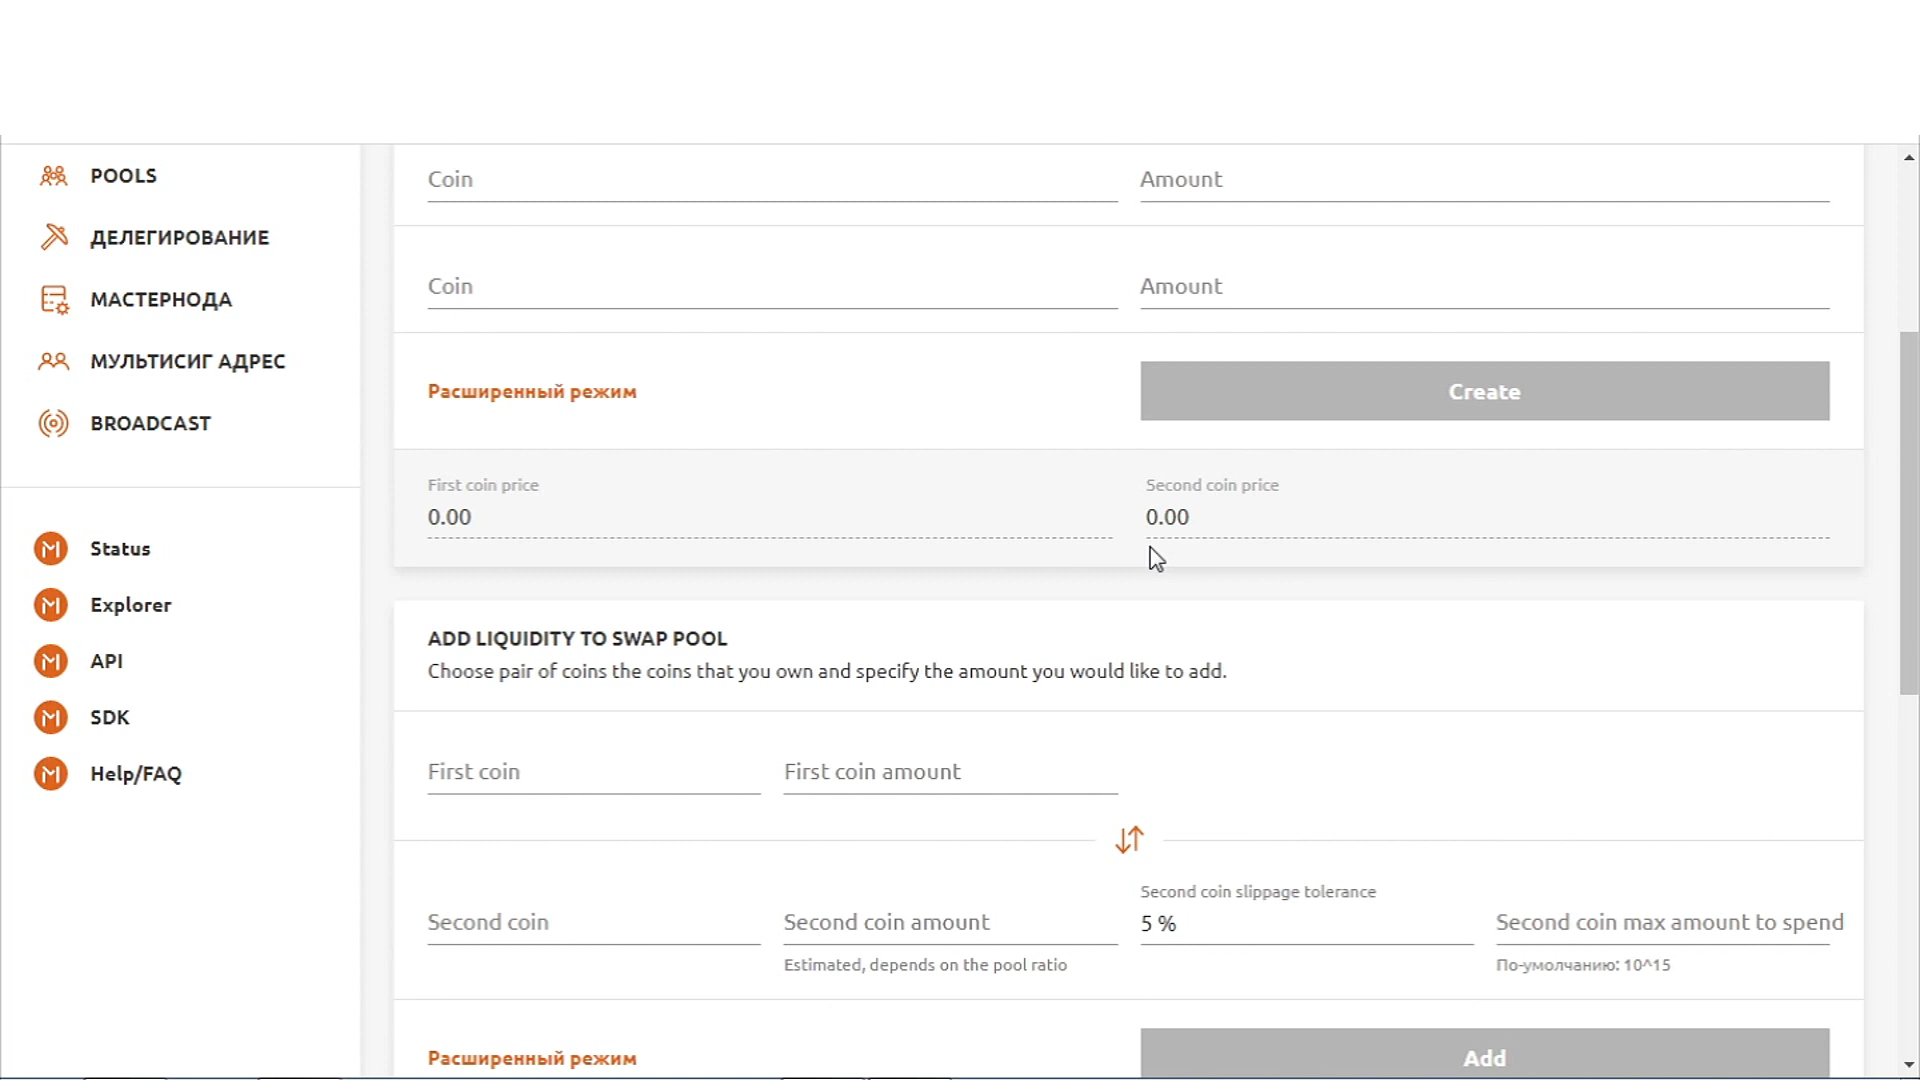 POOLS
ДЕЛЕГИРОВАНИЕ
МАСТЕРНОДА
МУЛЬТИСИГ АДРЕС
BROADCAST
Status
Explorer
API
SDK
Help/FAQ
Coin
Amount
Coin
Amount
Расширенный режим
Create
First coin price
Second coin price
0.00
0.00
ADD LIQUIDITY TO SWAP POOL
Choose pair of coins the coins that you own and specify the amount you would like to add.
First coin
First coin amount
Second coin slippage tolerance
Second coin
Second coin amount
5 %
Second coin max amount to spend
Estimated, depends on the pool ratio
По-умолчанию: 10^15
Расширенный режим
Add